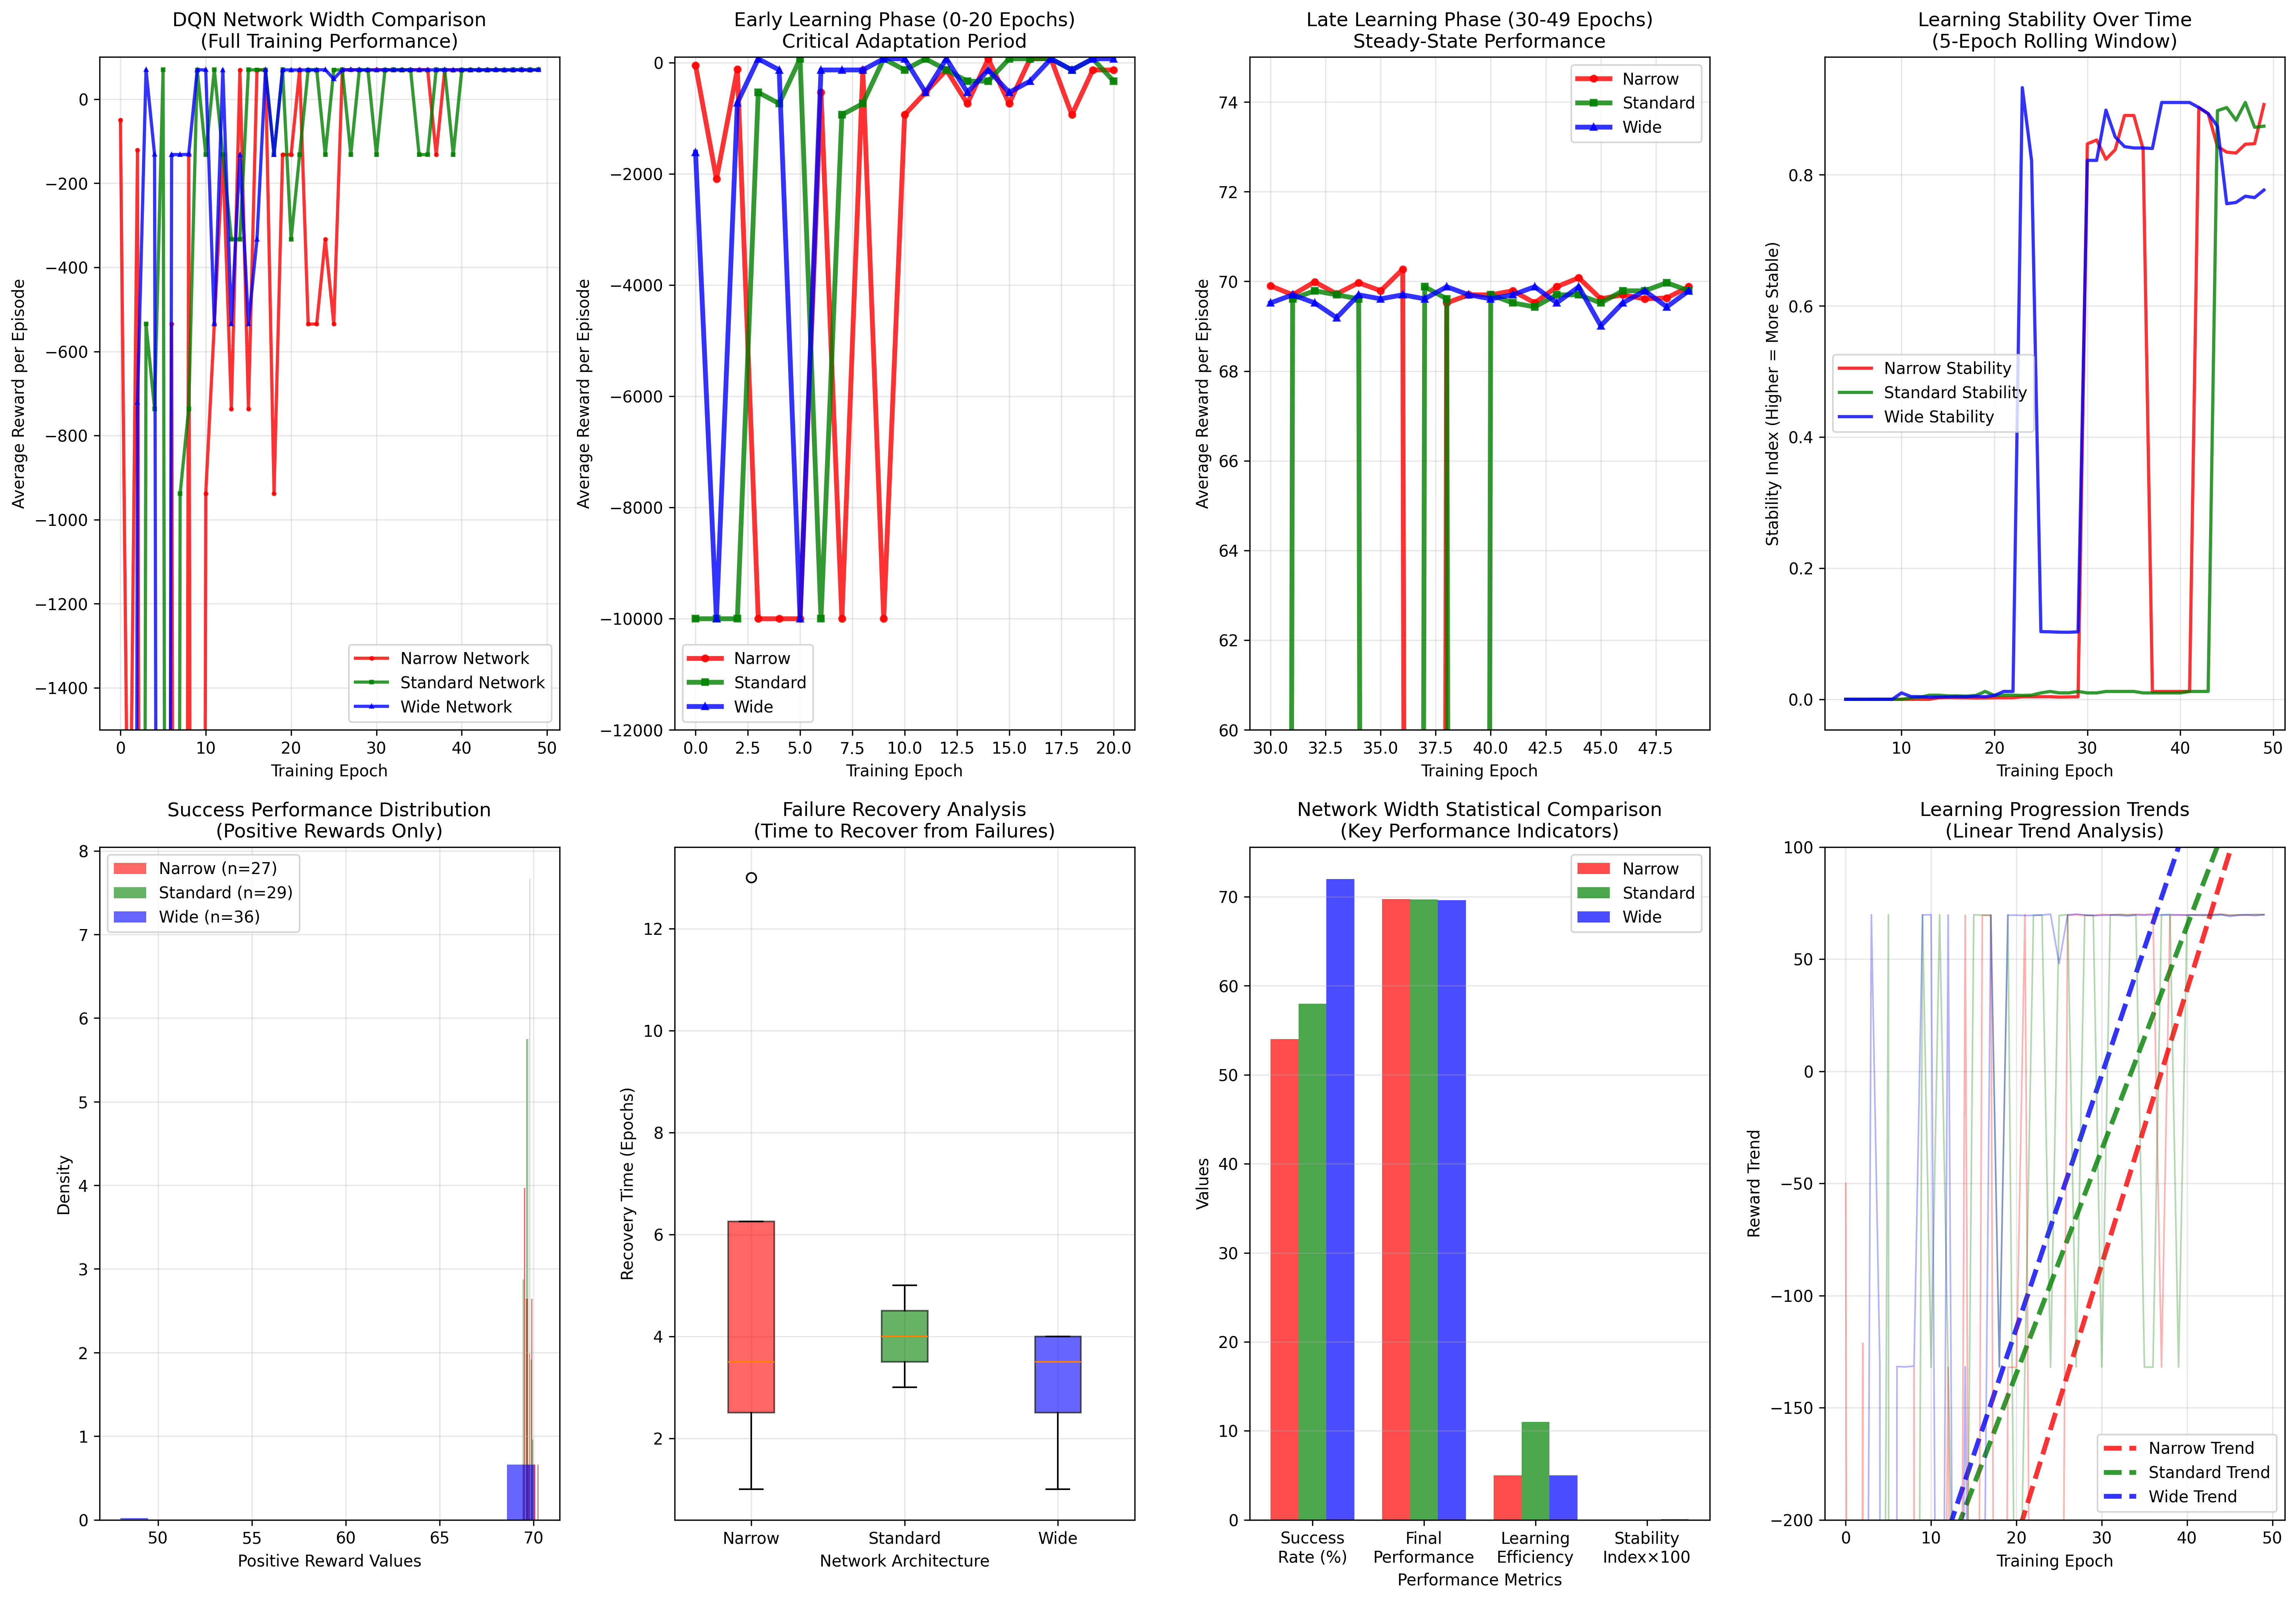 DQN Network Width Comparison
(Full Training Performance)
Average Reward per Episode
0
−200
−400
−600
−800
−1000
−1200
−1400
Narrow Network
Standard Network
Wide Network
0 10 20 30 40 50
Training Epoch
Early Learning Phase (0-20 Epochs)
Critical Adaptation Period
Average Reward per Episode
0
−2000
−4000
−6000
−8000
−10000
−12000
Narrow
Standard
Wide
0.0 2.5 5.0 7.5 10.0 12.5 15.0 17.5 20.0
Training Epoch
Late Learning Phase (30-49 Epochs)
Steady-State Performance
Average Reward per Episode
74
72
70
68
66
64
62
60
Narrow
Standard
Wide
30.0 32.5 35.0 37.5 40.0 42.5 45.0 47.5
Training Epoch
Learning Stability Over Time
(5-Epoch Rolling Window)
Stability Index (Higher = More Stable)
0.8
0.6
0.4
0.2
0.0
Narrow Stability
Standard Stability
Wide Stability
10 20 30 40 50
Training Epoch
Success Performance Distribution
(Positive Rewards Only)
Density
8
7
6
5
4
3
2
1
0
Narrow (n=27)
Standard (n=29)
Wide (n=36)
50 55 60 65 70
Positive Reward Values
Failure Recovery Analysis
(Time to Recover from Failures)
Recovery Time (Epochs)
12
10
8
6
4
2
Narrow Standard Wide
Network Architecture
Network Width Statistical Comparison
(Key Performance Indicators)
Values
70
60
50
40
30
20
10
0
Narrow
Standard
Wide
Success Final Learning Stability
Rate (%) Performance Efficiency Index×100
Performance Metrics
Learning Progression Trends
(Linear Trend Analysis)
Reward Trend
100
50
0
−50
−100
−150
−200
Narrow Trend
Standard Trend
Wide Trend
0 10 20 30 40 50
Training Epoch